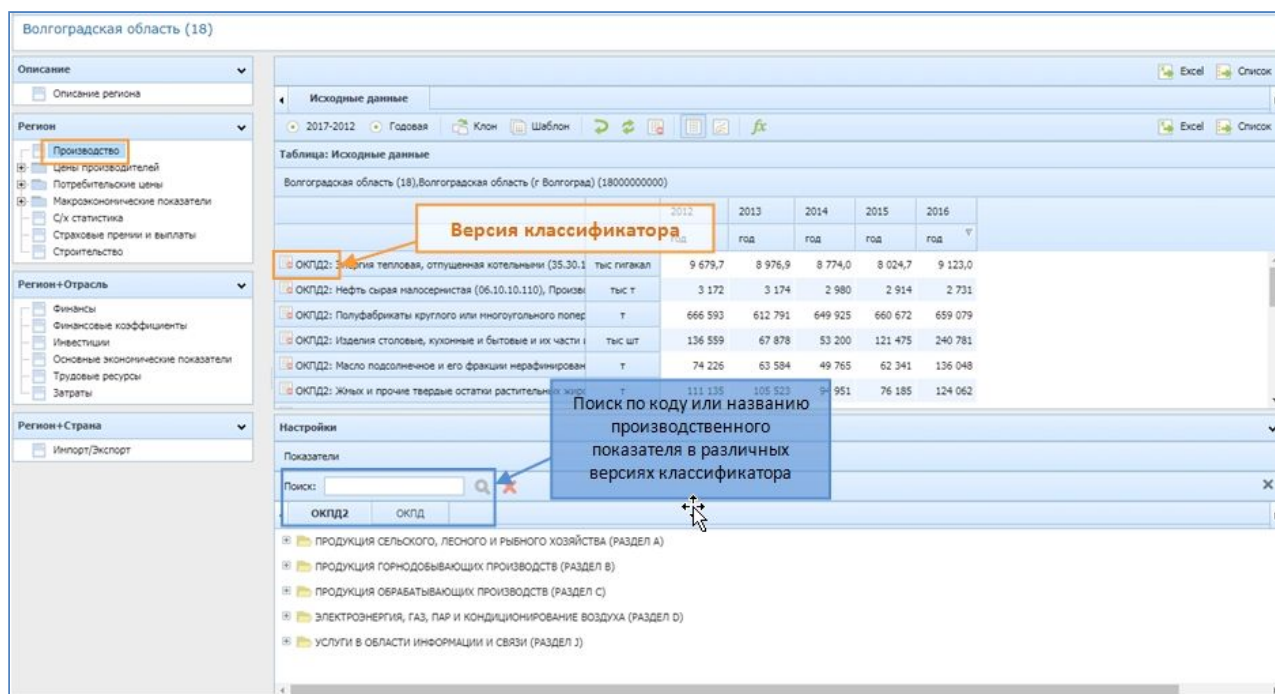 Волгоградская область (18)
Описание
Описание региона
Регион
Производство
Цены производителей
Потребительские цены
Макроэкономические показатели
С/х статистика
Страховые премии и выплаты
Строительство
Регион+Отрасль
Финансы
Финансовые коэффициенты
Инвестиции
Основные экономические показатели
Трудовые ресурсы
Затраты
Регион+Страна
Импорт/Экспорт
Excel Список
Исходные данные
2017-2012 Годовая Клон Шаблон fx Excel Список
Таблица: Исходные данные
Волгоградская область (18),Волгоградская область (г Волгоград) (18000000000)
2012 2013 2014 2015 2016
год год год год год
Версия классификатора
ОКПД2: Энергия тепловая, отпущенная котельными (35.30.1 тыс гигакал 9 679,7 8 976,9 8 774,0 8 024,7 9 123,0
ОКПД2: Нефть сырая малосернистая (06.10.10.110), Произв тыс т 3 172 3 174 2 980 2 914 2 731
ОКПД2: Полуфабрикаты круглого или многоугольного попер т 666 593 612 791 649 925 660 672 659 079
ОКПД2: Изделия столовые, кухонные и бытовые и их части тыс шт 136 559 67 878 53 200 121 475 240 781
ОКПД2: Масло подсолнечное и его фракции нерафинирован т 74 226 63 584 49 765 62 341 136 048
ОКПД2: Жмых и прочие твердые остатки растительных жиро т 111 135 105 523 951 76 185 124 062
Поиск по коду или названию
производственного
показателя в различных
версиях классификатора
Настройки
Показатели
Поиск:
ОКПД2 ОКПД
ПРОДУКЦИЯ СЕЛЬСКОГО, ЛЕСНОГО И РЫБНОГО ХОЗЯЙСТВА (РАЗДЕЛ A)
ПРОДУКЦИЯ ГОРНОДОБЫВАЮЩИХ ПРОИЗВОДСТВ (РАЗДЕЛ B)
ПРОДУКЦИЯ ОБРАБАТЫВАЮЩИХ ПРОИЗВОДСТВ (РАЗДЕЛ C)
ЭЛЕКТРОЭНЕРГИЯ, ГАЗ, ПАР И КОНДИЦИОНИРОВАНИЕ ВОЗДУХА (РАЗДЕЛ D)
УСЛУГИ В ОБЛАСТИ ИНФОРМАЦИИ И СВЯЗИ (РАЗДЕЛ J)